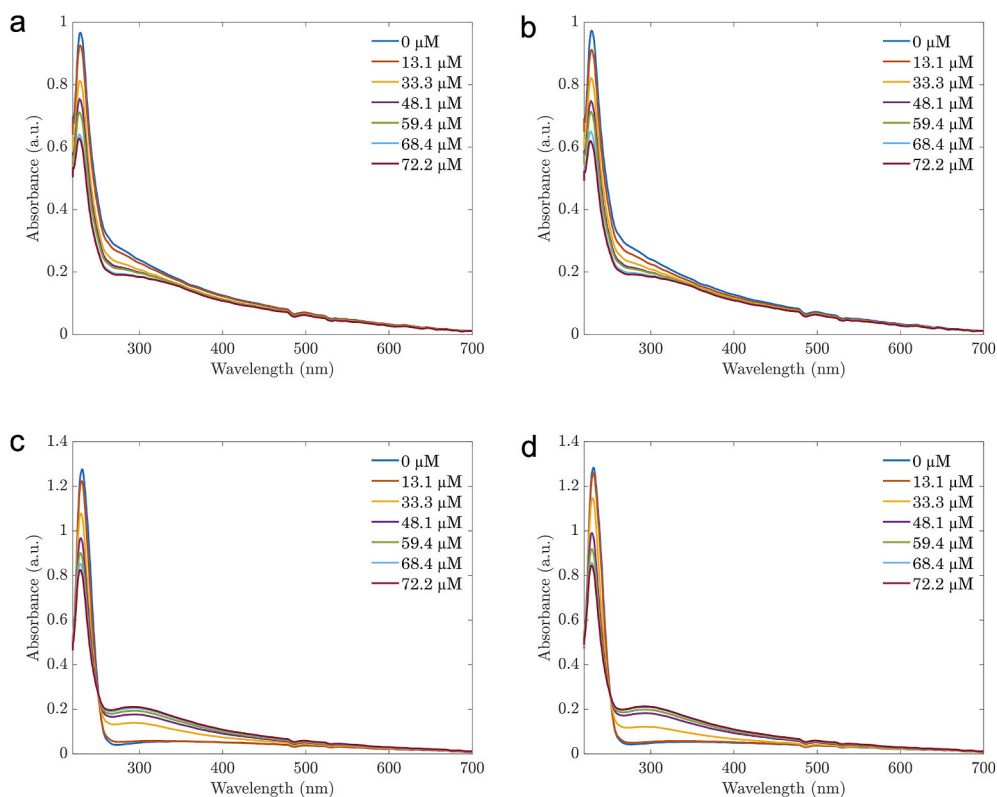 a
1
0.8
0.6
0.4
0.2
0
Absorbance (a.u.)
0 µM
13.1 µM
33.3 µM
48.1 µM
59.4 µM
68.4 µM
72.2 µM
300 400 500 600 700
Wavelength (nm)
b
1
0.8
0.6
0.4
0.2
0
Absorbance (a.u.)
0 µM
13.1 µM
33.3 µM
48.1 µM
59.4 µM
68.4 µM
72.2 µM
300 400 500 600 700
Wavelength (nm)
c
1.4
1.2
1
0.8
0.6
0.4
0.2
0
Absorbance (a.u.)
0 µM
13.1 µM
33.3 µM
48.1 µM
59.4 µM
68.4 µM
72.2 µM
300 400 500 600 700
Wavelength (nm)
d
1.4
1.2
1
0.8
0.6
0.4
0.2
0
Absorbance (a.u.)
0 µM
13.1 µM
33.3 µM
48.1 µM
59.4 µM
68.4 µM
72.2 µM
300 400 500 600 700
Wavelength (nm)